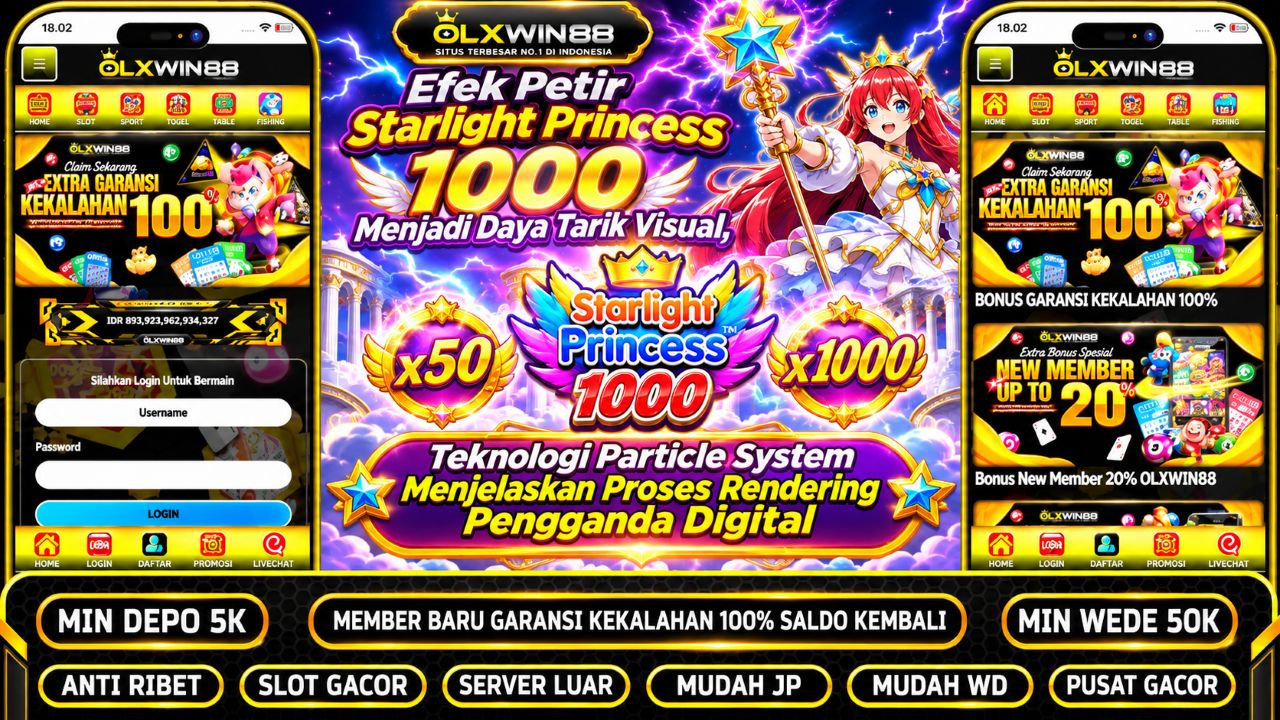 18.02
OLXWIN88
HOME SLOT SPORT TOGEL TABLE FISHING
OLXWIN88
Claim Sekarang
EXTRA GARANSI
KEKALAHAN 100%
IDR 893,923,962,934,327
OLXWIN88
Silahkan Login Untuk Bermain
Username
Password
LOGIN
HOME LOGIN DAFTAR PROMOSI LIVECHAT
OLXWIN88
SITUS TERBESAR NO.1 DI INDONESIA
Efek Petir
Starlight Princess
1000
Menjadi Daya Tarik Visual,
x50
Starlight
Princess™
1000
x1000
Teknologi Particle System
Menjelaskan Proses Rendering
Pengganda Digital
18.02
OLXWIN88
HOME SLOT SPORT TOGEL TABLE FISHING
OLXWIN88
Claim Sekarang
EXTRA GARANSI
KEKALAHAN 100%
BONUS GARANSI KEKALAHAN 100%
OLXWIN88
Extra Bonus Spesial
NEW MEMBER
UP TO 20%
Bonus New Member 20% OLXWIN88
OLXWIN88
HOME LOGIN DAFTAR PROMOSI LIVECHAT
MIN DEPO 5K
MEMBER BARU GARANSI KEKALAHAN 100% SALDO KEMBALI
MIN WEDE 50K
ANTI RIBET
SLOT GACOR
SERVER LUAR
MUDAH JP
MUDAH WD
PUSAT GACOR